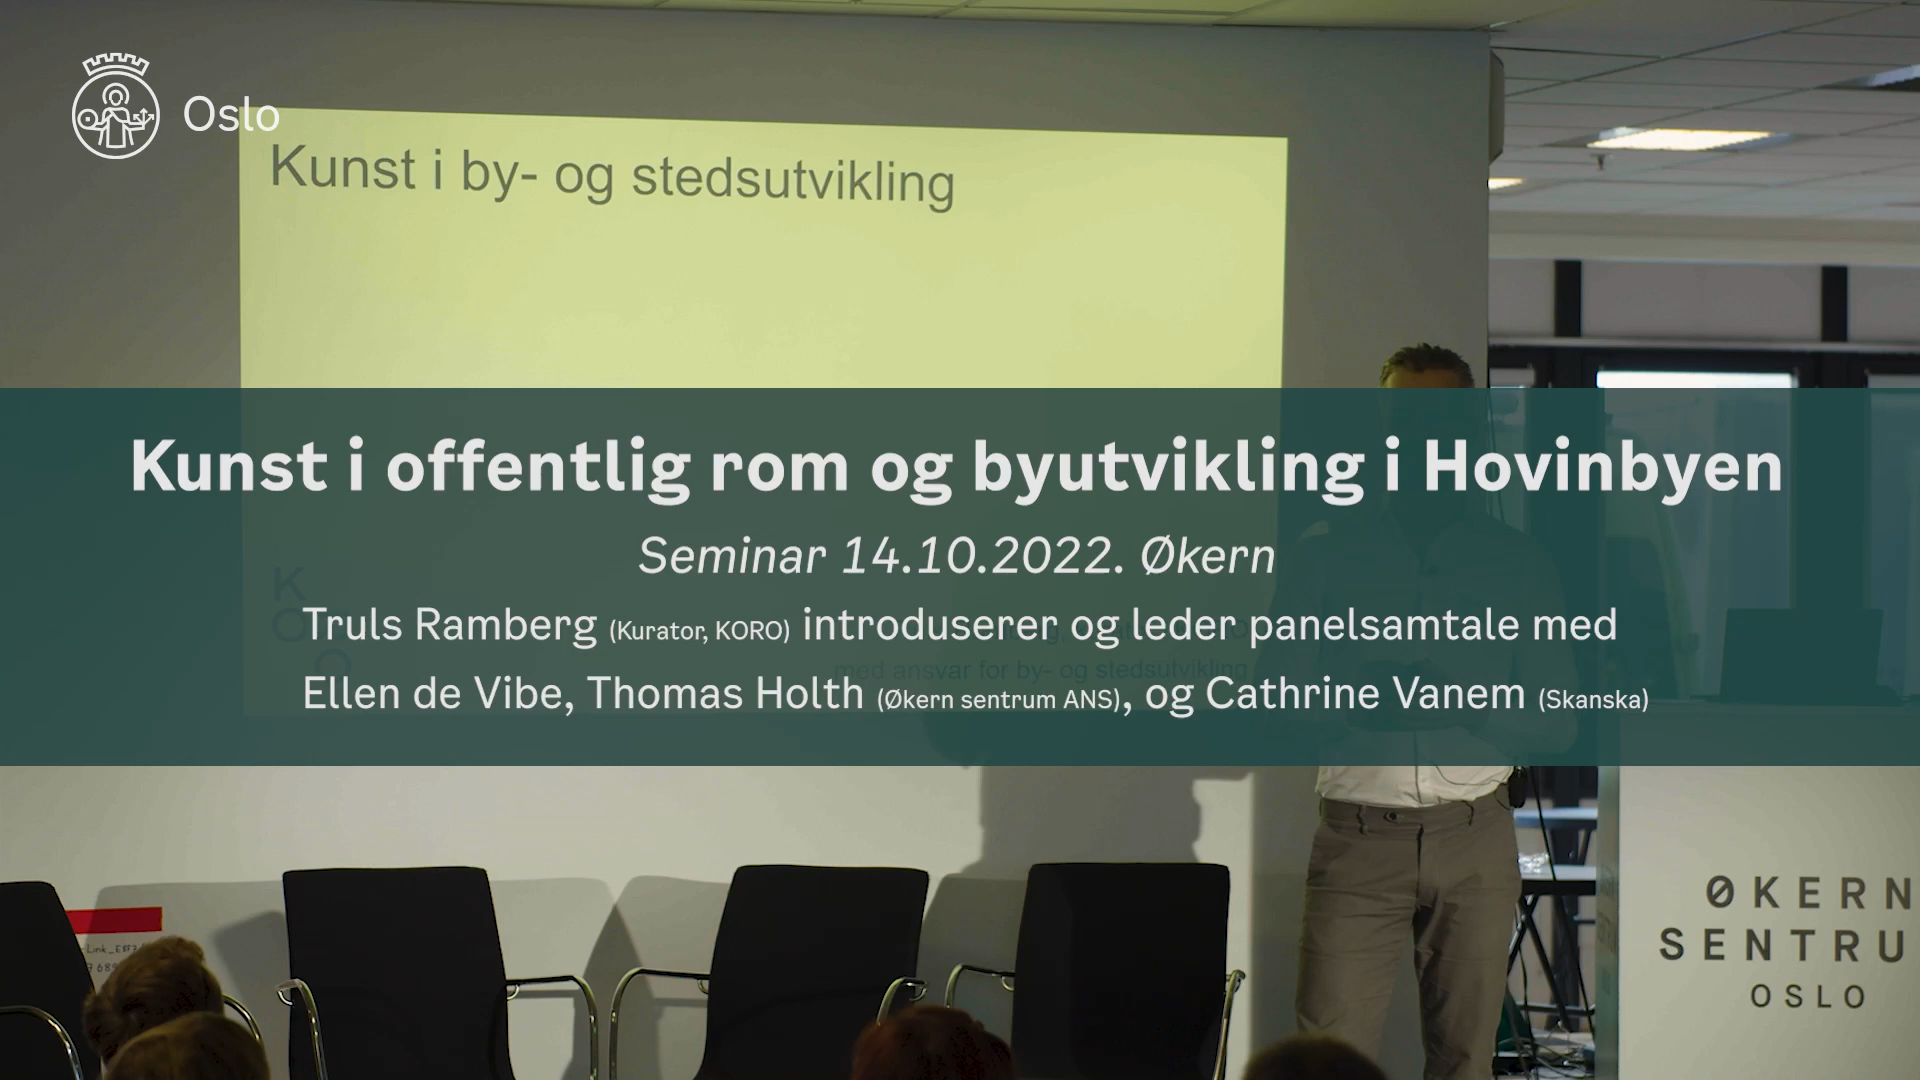 Oslo
Kunst i by- og stedsutvikling
Kunst i offentlig rom og byutvikling i Hovinbyen
Seminar 14.10.2022. Økern
K
O
O
Truls Ramberg (Kurator, KORO) introduserer og leder panelsamtale med
med ansvar for by- og stedsutvikling
Ellen de Vibe, Thomas Holth (Økern sentrum ANS), og Cathrine Vanem (Skanska)
ØKERN
SENTRU
OSLO